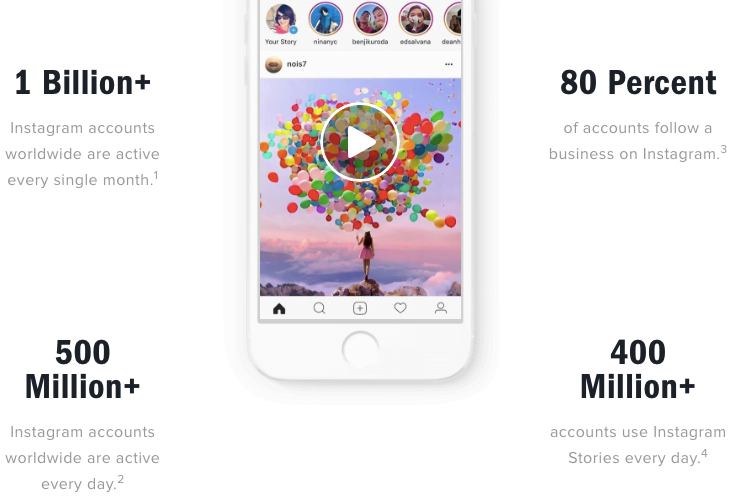 Your Story ninanyc benjikuroda edsaivana deanh
nois7
1 Billion+
Instagram accounts
worldwide are active
every single month.1
80 Percent
of accounts follow a
business on Instagram.3
500
Million+
Instagram accounts
worldwide are active
every day.2
400
Million+
accounts use Instagram
Stories every day.4